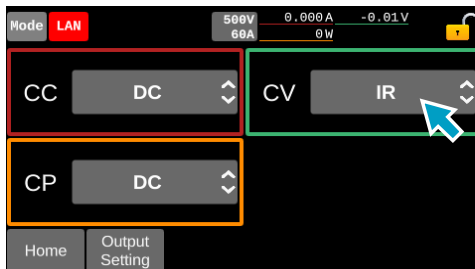 Mode LAN 500V 60A 0.000A -0.01V 0W
CC DC CV IR
CP DC
Home Output Setting